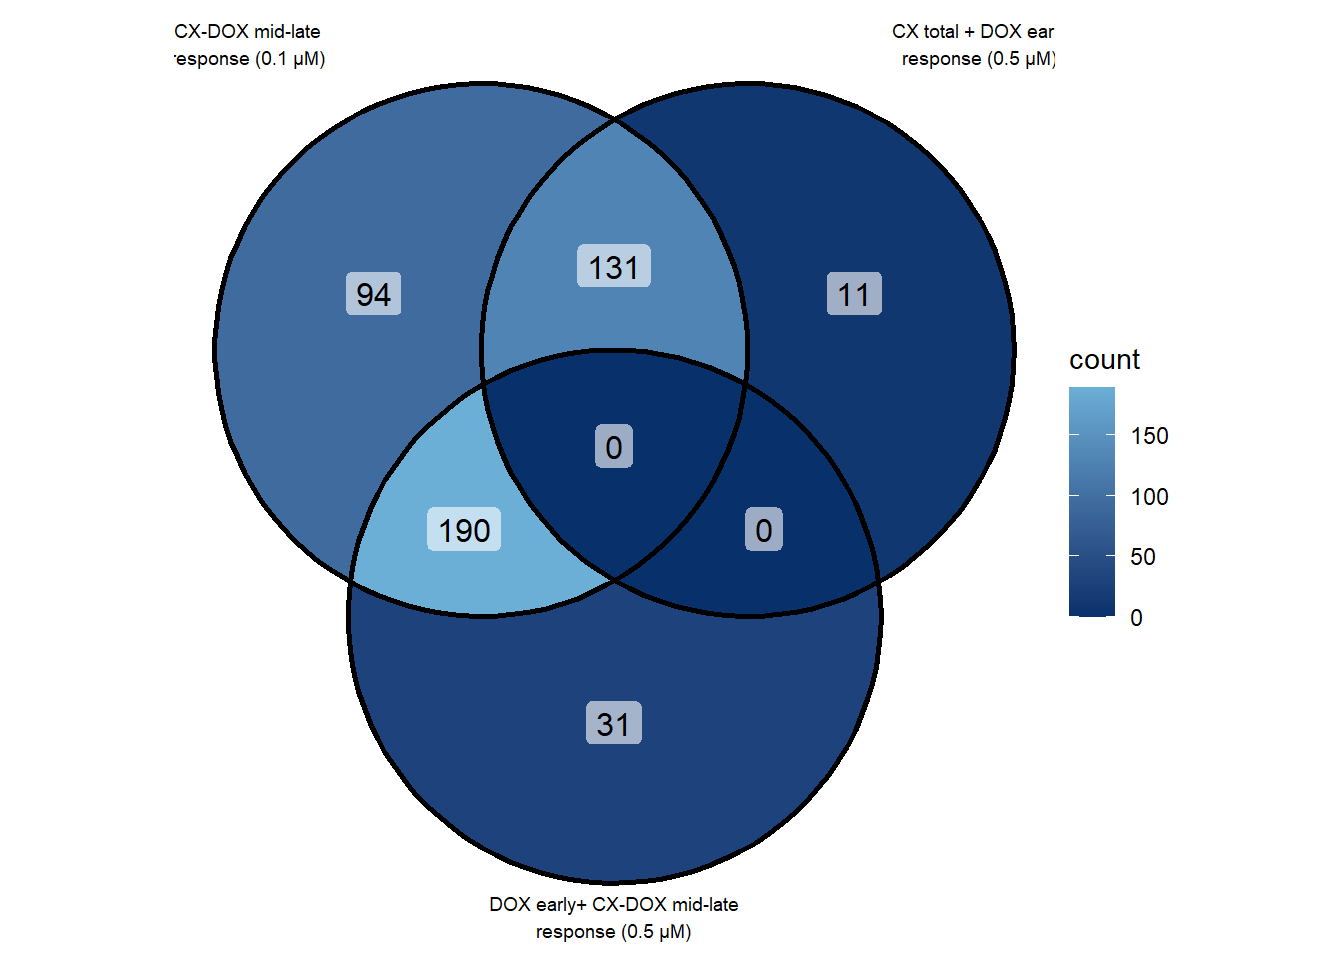 CX-DOX mid-late
response (0.1 µM)
CX total + DOX ear
response (0.5 µM)
94
131
11
0
190
0
31
count
150
100
50
0
DOX early+ CX-DOX mid-late
response (0.5 µM)